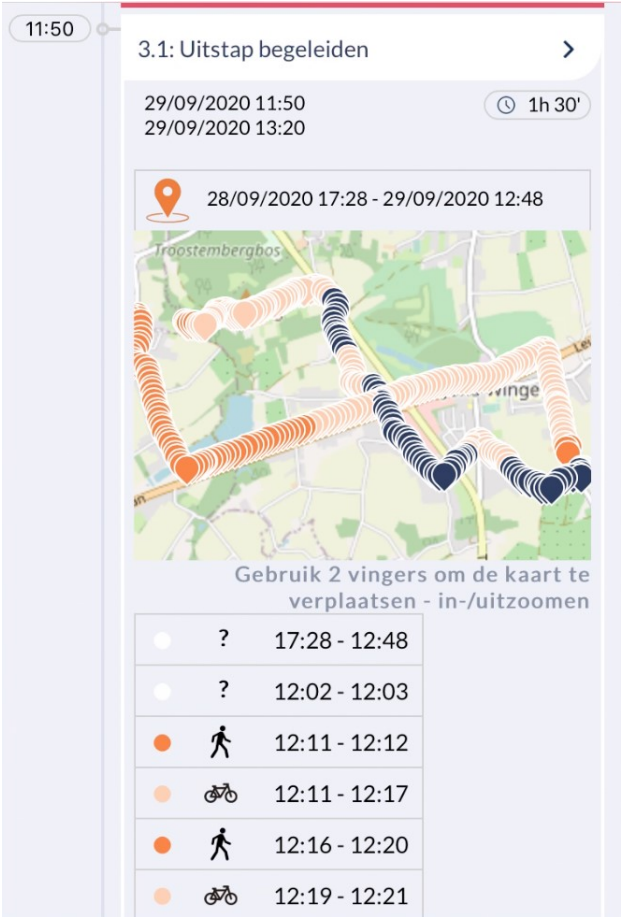 11:50
3.1: Uitstap begeleiden
29/09/2020 11:50
1h 30'
29/09/2020 13:20
28/09/2020 17:28 - 29/09/2020 12:48
Troostembergbos
Winge
Gebruik 2 vingers om de kaart te
verplaatsen - in-/uitzoomen
? 17:28 - 12:48
? 12:02 - 12:03
12:11 - 12:12
12:11 - 12:17
12:16 - 12:20
12:19 - 12:21